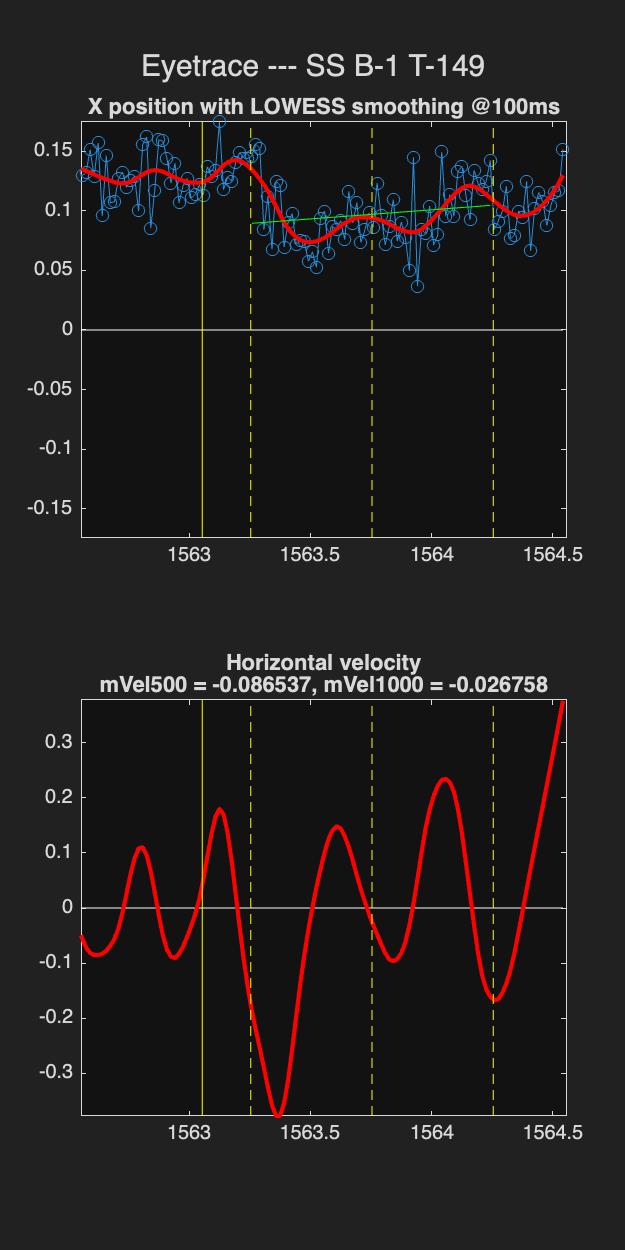 Eyetrace --- SS B-1 T-149
X position with LOWESS smoothing @100ms
0.15
0.1
0.05
0
-0.05
-0.1
-0.15
1563 1563.5 1564 1564.5
Horizontal velocity
mVel500 = -0.086537, mVel1000 = -0.026758
0.3
0.2
0.1
0
-0.1
-0.2
-0.3
1563 1563.5 1564 1564.5